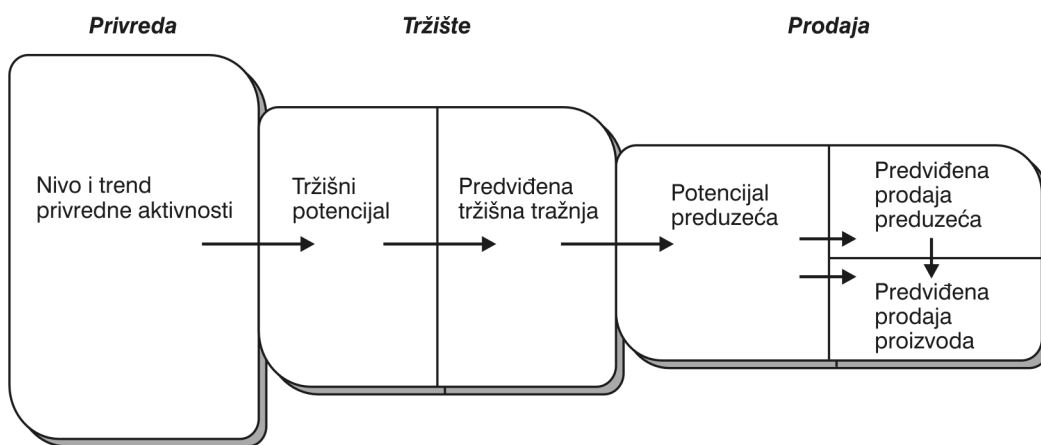 Privreda
Tržište
Prodaja
Nivo i trend
privredne aktivnosti
Tržišni
potencijal
Predviđena
tržišna tražnja
Potencijal
preduzeća
Predviđena
prodaja
preduzeća
Predviđena
prodaja
proizvoda